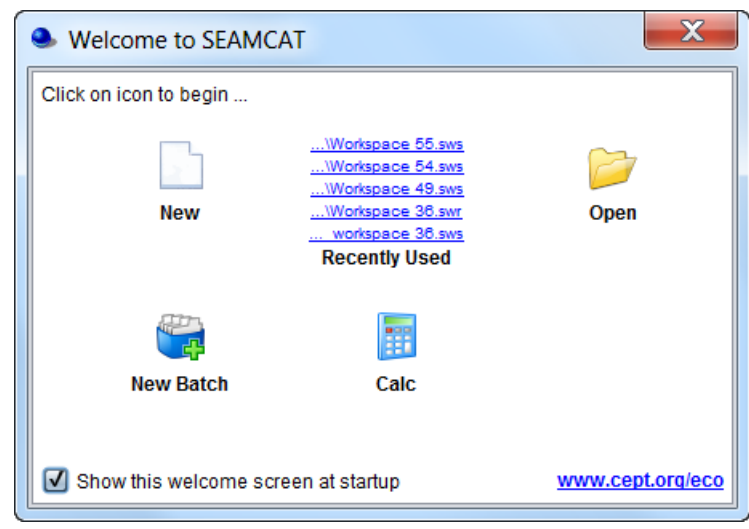 Welcome to SEAMCAT
X
Click on icon to begin ...
...\Workspace 55.sws
...\Workspace 54.sws
...\Workspace 49.sws
...\Workspace 36.swr
... workspace 36.sws
New
Recently Used
Open
New Batch
Calc
Show this welcome screen at startup
www.cept.org/eco